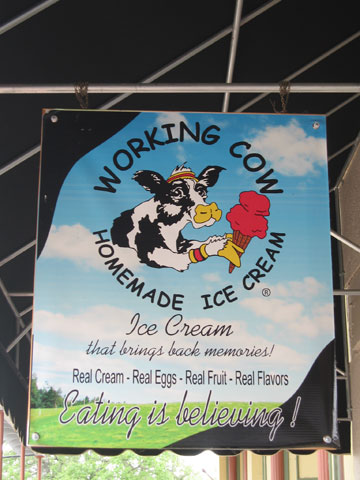 WORKING COW
HOMEMADE ICE CREAM
®
Ice Cream
that brings back memories!
Real Cream - Real Eggs - Real Fruit - Real Flavors
Eating is believing!